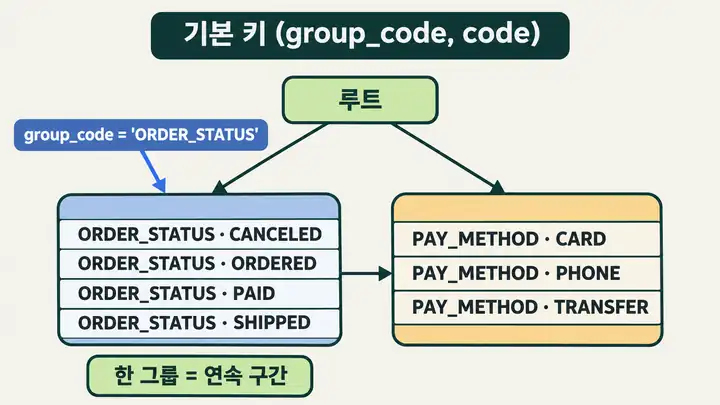 기본 키 (group_code, code)
루트
group_code = 'ORDER_STATUS'
ORDER_STATUS · CANCELED
ORDER_STATUS · ORDERED
ORDER_STATUS · PAID
ORDER_STATUS · SHIPPED
PAY_METHOD · CARD
PAY_METHOD · PHONE
PAY_METHOD · TRANSFER
한 그룹 = 연속 구간